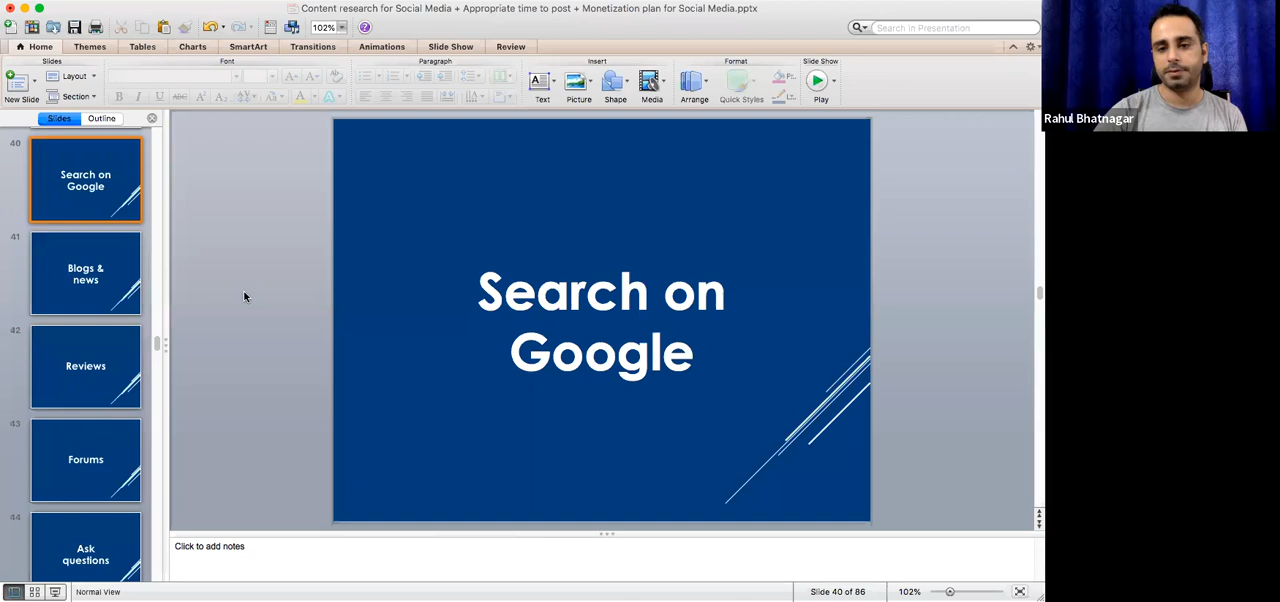 Content research for Social Media + Appropriate time to post + Monetization plan for Social Media.pptx
102%
Search in Presentation
Home Themes Tables Charts SmartArt Transitions Animations Slide Show Review
Slides Font Paragraph Insert Format Slide Show
Layout
Section
New Slide Text Picture Shape Media Arrange Quick Styles Play
B I U ABC A² A₂
Slides Outline
40
Search on
Google
41
Blogs &
news
42
Reviews
43
Forums
44
Ask
questions
Search on
Google
Click to add notes
Normal View
Slide 40 of 86
102%
Rahul Bhatnagar